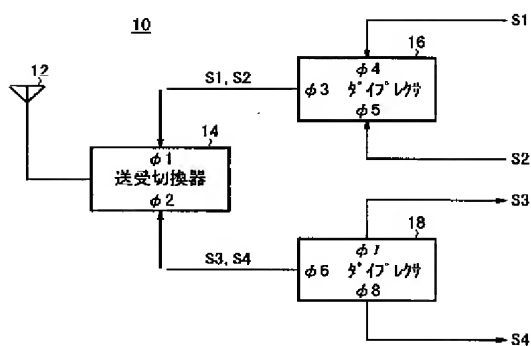 10
S1
12
16
S1, S2
φ4
φ3 ダイプレクサ
φ5
14
φ1
送受切換器
φ2
S2
S3
18
S3, S4
φ7
φ6 ダイプレクサ
φ8
S4